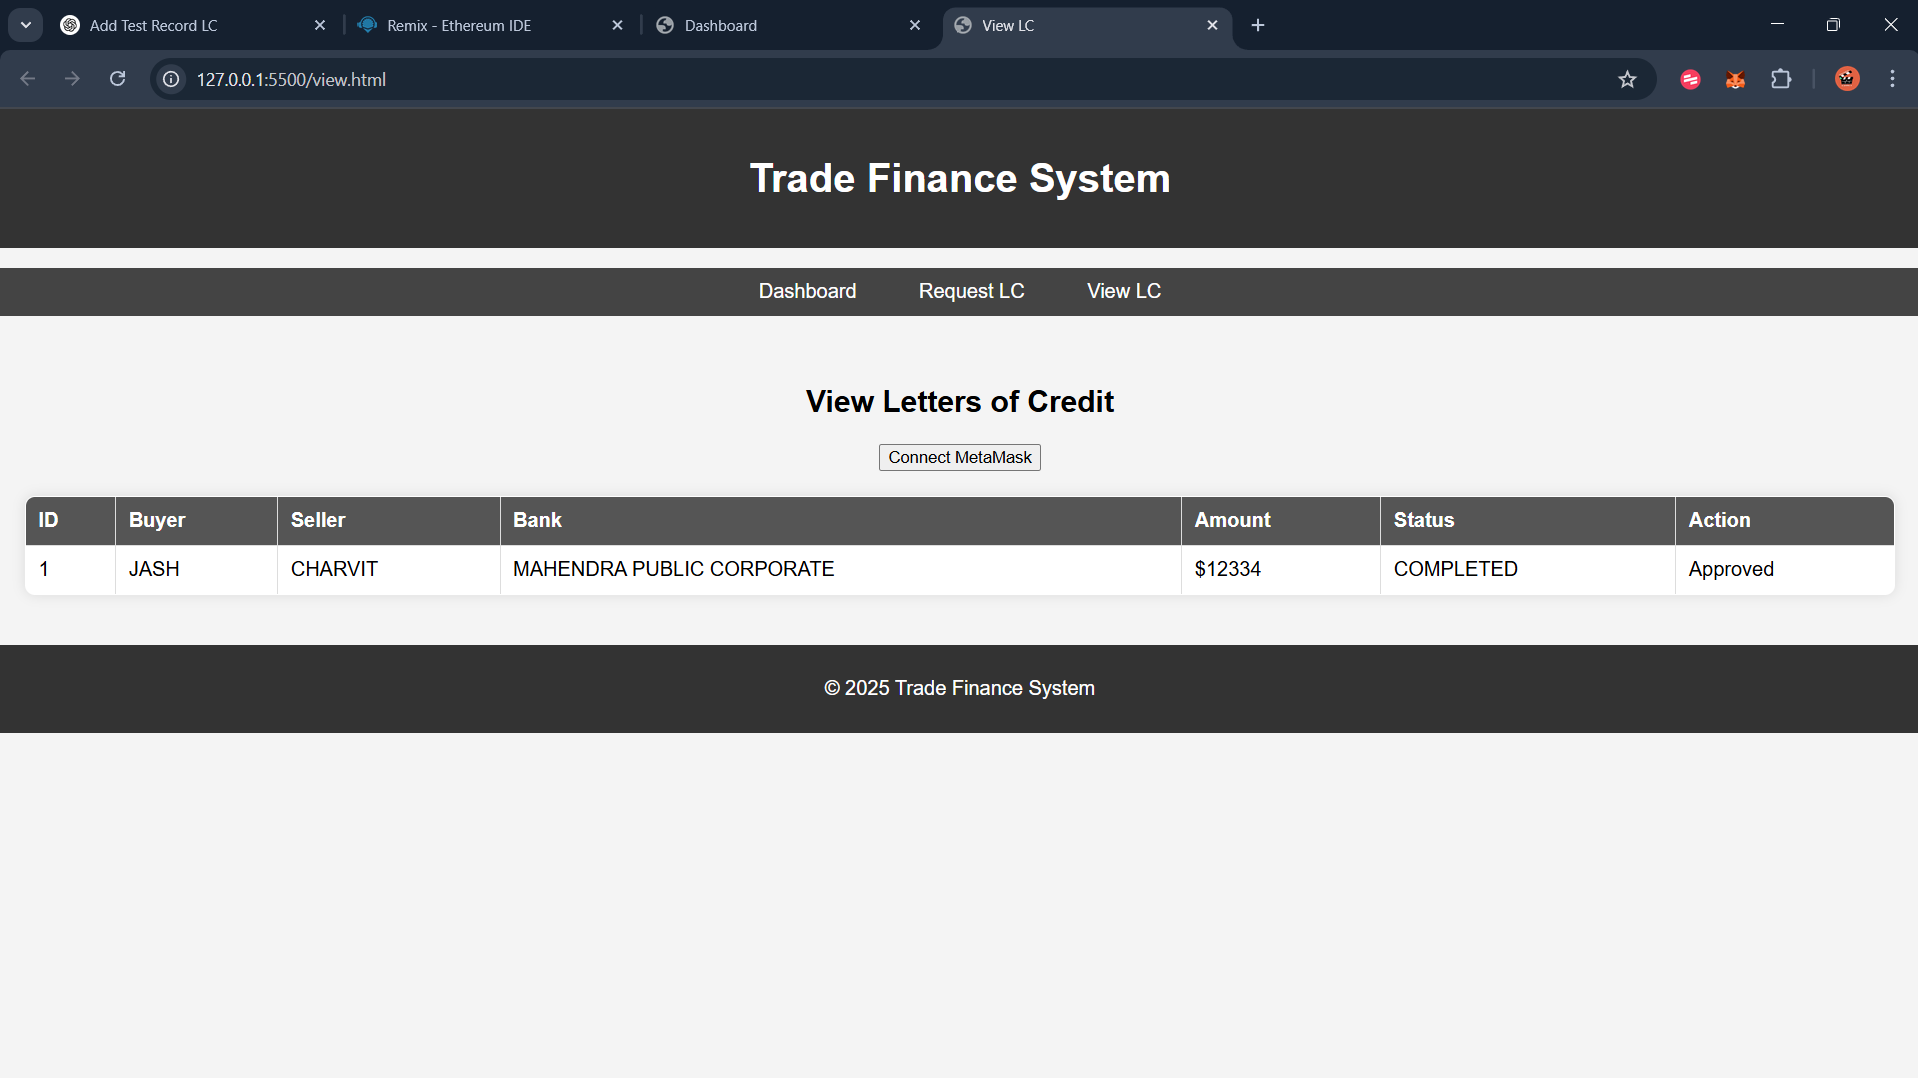 Add Test Record LC
Remix - Ethereum IDE
Dashboard
View LC
127.0.0.1:5500/view.html
Trade Finance System
Dashboard Request LC View LC
View Letters of Credit
Connect MetaMask
ID Buyer Seller Bank Amount Status Action
1 JASH CHARVIT MAHENDRA PUBLIC CORPORATE $12334 COMPLETED Approved
© 2025 Trade Finance System